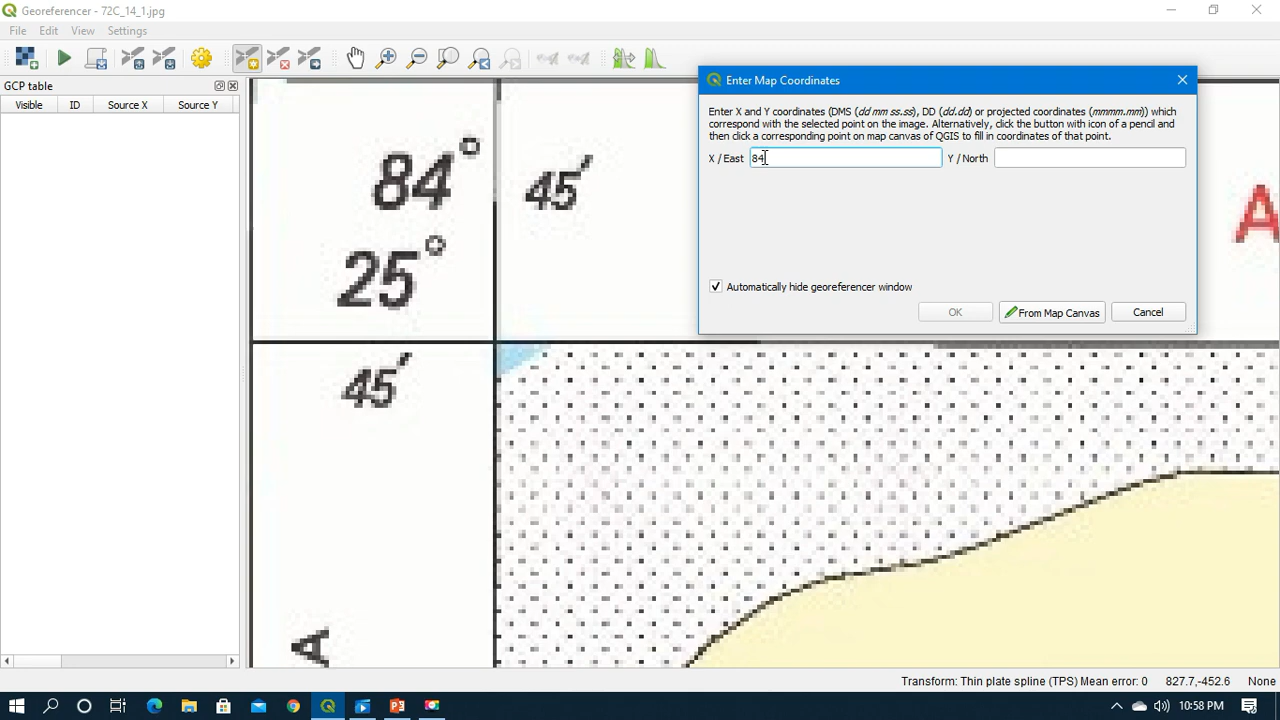 Georeferencer - 72C_14_1.jpg
File Edit View Settings
GCP table
Visible ID Source X Source Y
84° 45'
25°
45'
A
A
Enter Map Coordinates
Enter X and Y coordinates (DMS (dd mm ss.ss), DD (dd.dd) or projected coordinates (mmmm.mm)) which
correspond with the selected point on the image. Alternatively, click the button with icon of a pencil and
then click a corresponding point on map canvas of QGIS to fill in coordinates of that point.
X / East 84 Y / North
Automatically hide georeferencer window
OK From Map Canvas Cancel
Transform: Thin plate spline (TPS) Mean error: 0 827.7,-452.6 None
10:58 PM